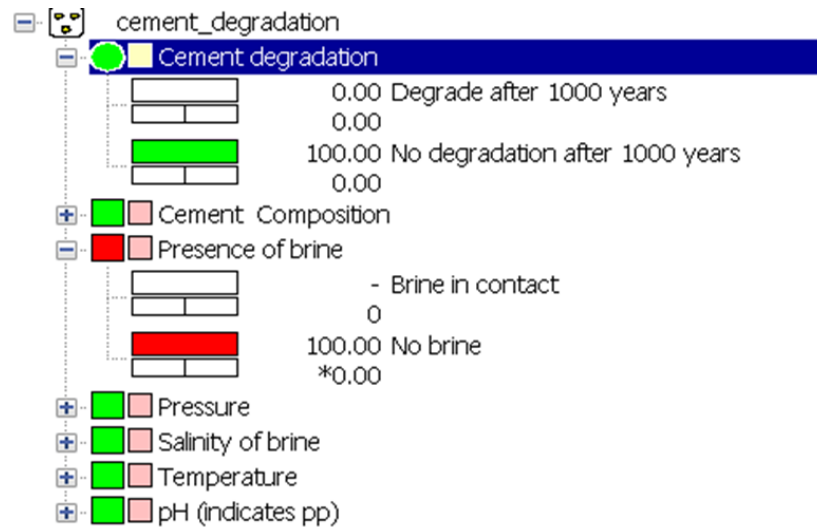 cement_degradation
Cement degradation
0.00 Degrade after 1000 years
0.00
100.00 No degradation after 1000 years
0.00
Cement Composition
Presence of brine
- Brine in contact
0
100.00 No brine
*0.00
Pressure
Salinity of brine
Temperature
pH (indicates pp)